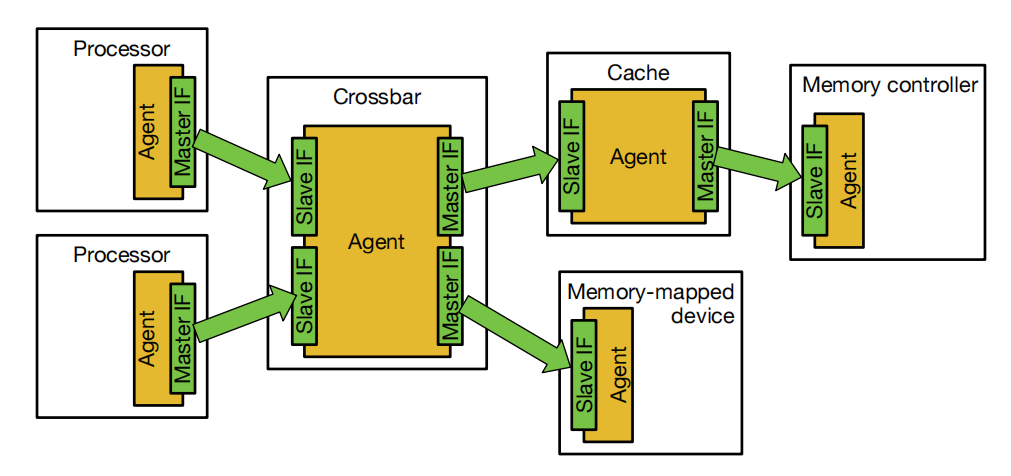 Processor
Agent
Master IF
Processor
Agent
Master IF
Crossbar
Slave IF
Slave IF
Agent
Master IF
Master IF
Cache
Slave IF
Agent
Master IF
Memory controller
Slave IF
Agent
Memory-mapped
device
Slave IF
Agent